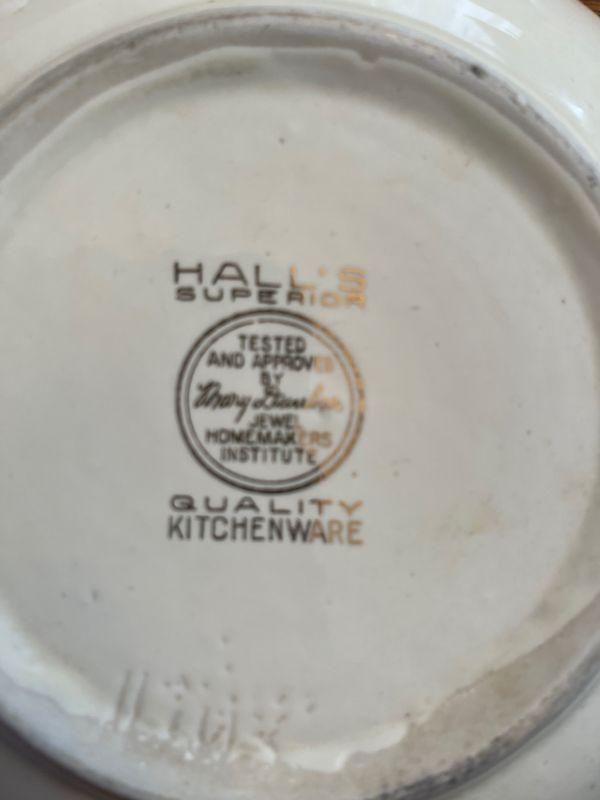 HALL'S
SUPERIOR
TESTED
AND APPROVED
BY
Mary Dunbar
JEWEL
HOMEMAKERS
INSTITUTE
QUALITY
KITCHENWARE